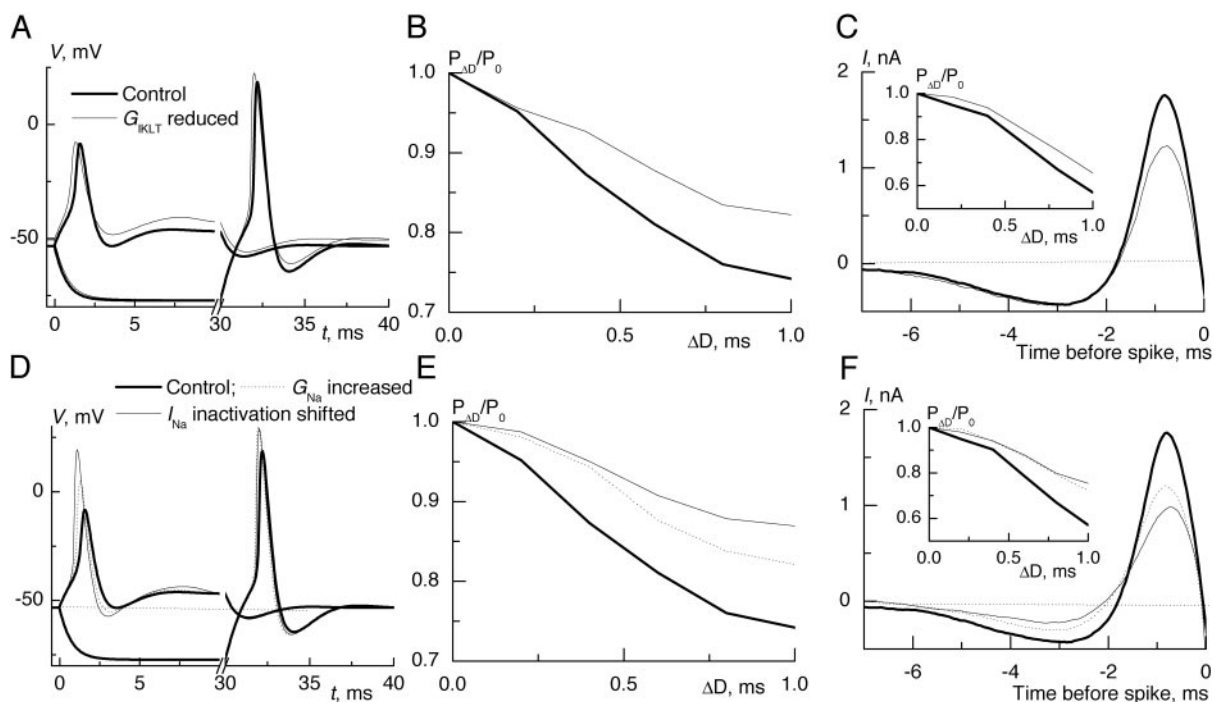 A
V, mV
Control
G_IKLT reduced
0
-50
0 5 30 35 40
t, ms
B
P_ΔD/P_0
1.0
0.9
0.8
0.7
0.0 0.5 1.0
ΔD, ms
C
I, nA
2
1
0
P_ΔD/P_0
1.0
0.8
0.6
0.0 0.5 1.0
ΔD, ms
-6 -4 -2 0
Time before spike, ms
D
Control; G_Na increased
I_Na inactivation shifted
V, mV
0
-50
0 5 30 35 40
t, ms
E
P_ΔD/P_0
1.0
0.9
0.8
0.7
0.0 0.5 1.0
ΔD, ms
F
I, nA
2
1
0
P_ΔD/P_0
1.0
0.8
0.6
0.0 0.5 1.0
ΔD, ms
-6 -4 -2 0
Time before spike, ms